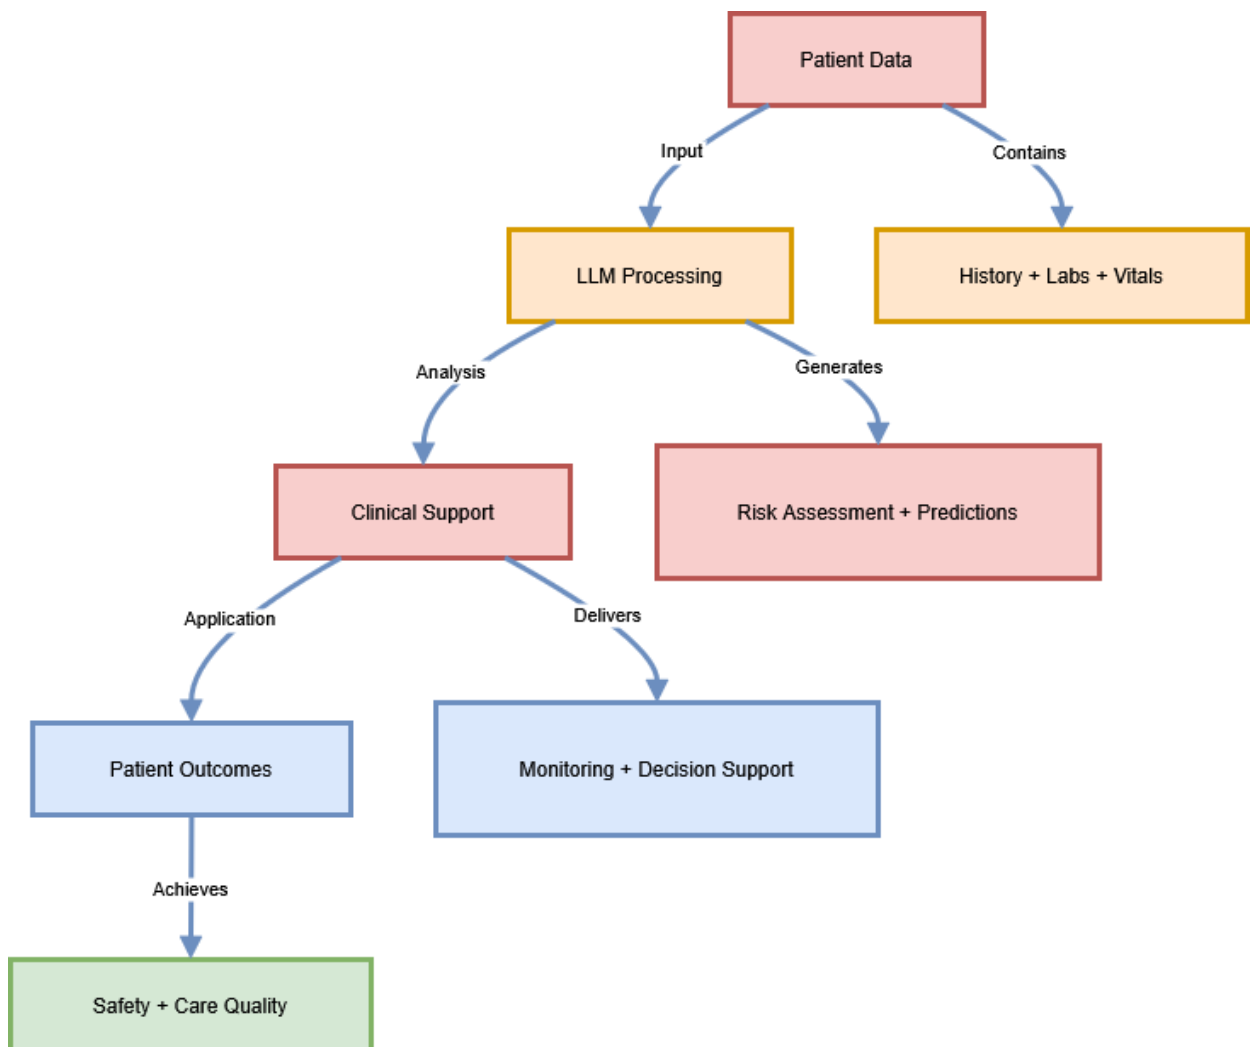 Patient Data
Input
Contains
LLM Processing
History + Labs + Vitals
Analysis
Generates
Clinical Support
Risk Assessment + Predictions
Application
Delivers
Patient Outcomes
Monitoring + Decision Support
Achieves
Safety + Care Quality